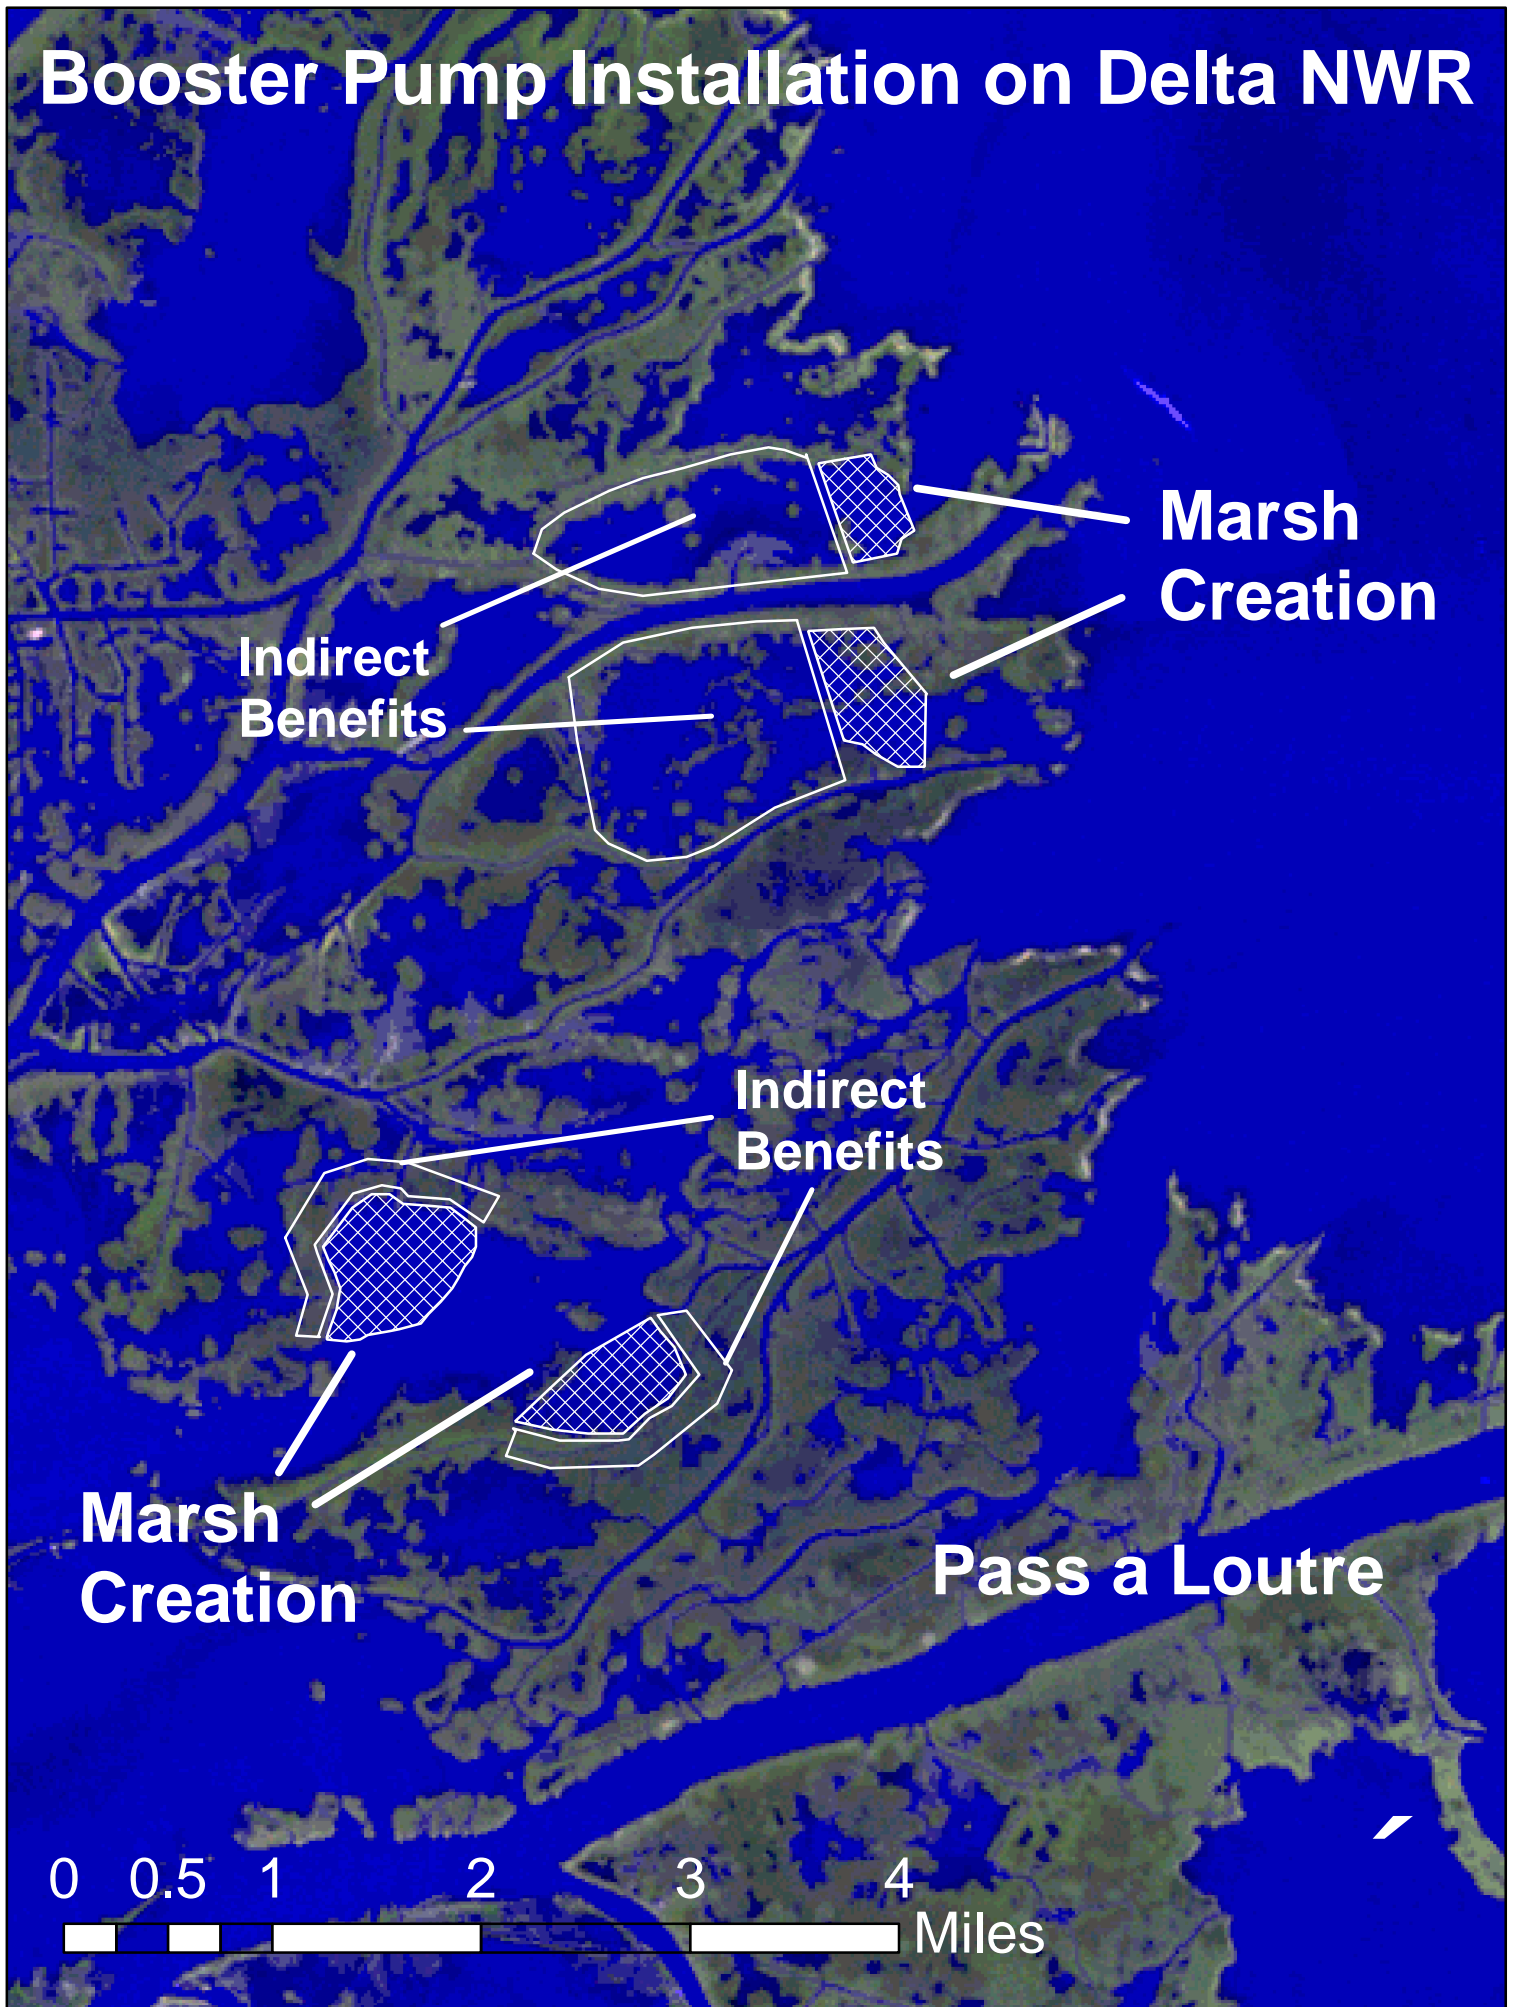 Booster Pump Installation on Delta NWR
Marsh
Creation
Indirect
Benefits
Indirect
Benefits
Marsh
Creation
Pass a Loutre
0 0.5 1 2 3 4
Miles